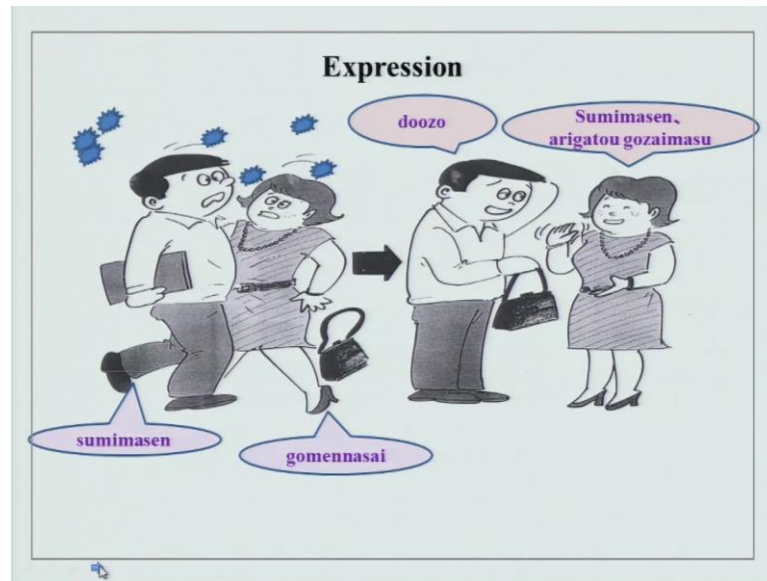 Expression
doozo
Sumimasen、
arigatou gozaimasu
sumimasen
gomennasai